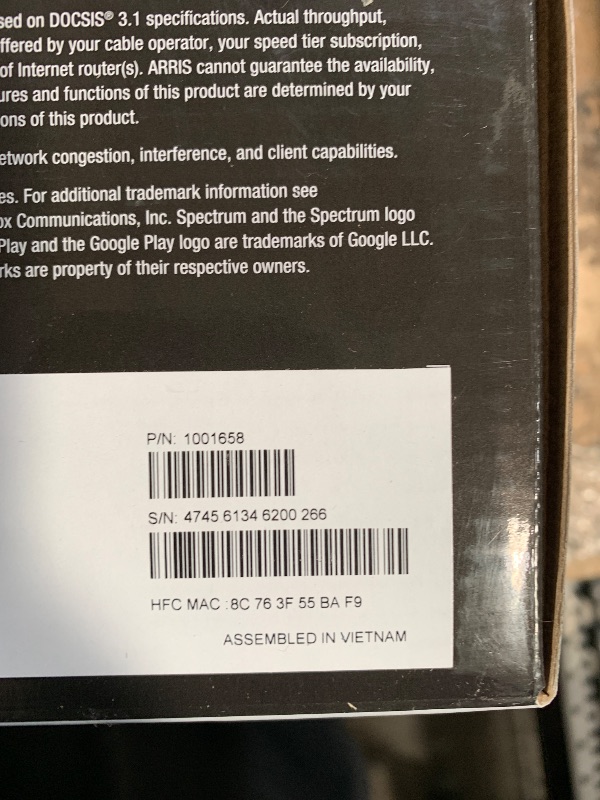 sed on DOCSIS® 3.1 specifications. Actual throughput,
ffered by your cable operator, your speed tier subscription,
of Internet router(s). ARRIS cannot guarantee the availability,
ures and functions of this product are determined by your
ons of this product.
etwork congestion, interference, and client capabilities.
es. For additional trademark information see
ox Communications, Inc. Spectrum and the Spectrum logo
Play and the Google Play logo are trademarks of Google LLC.
rks are property of their respective owners.
P/N: 1001658
S/N: 4745 6134 6200 266
HFC MAC :8C 76 3F 55 BA F9
ASSEMBLED IN VIETNAM